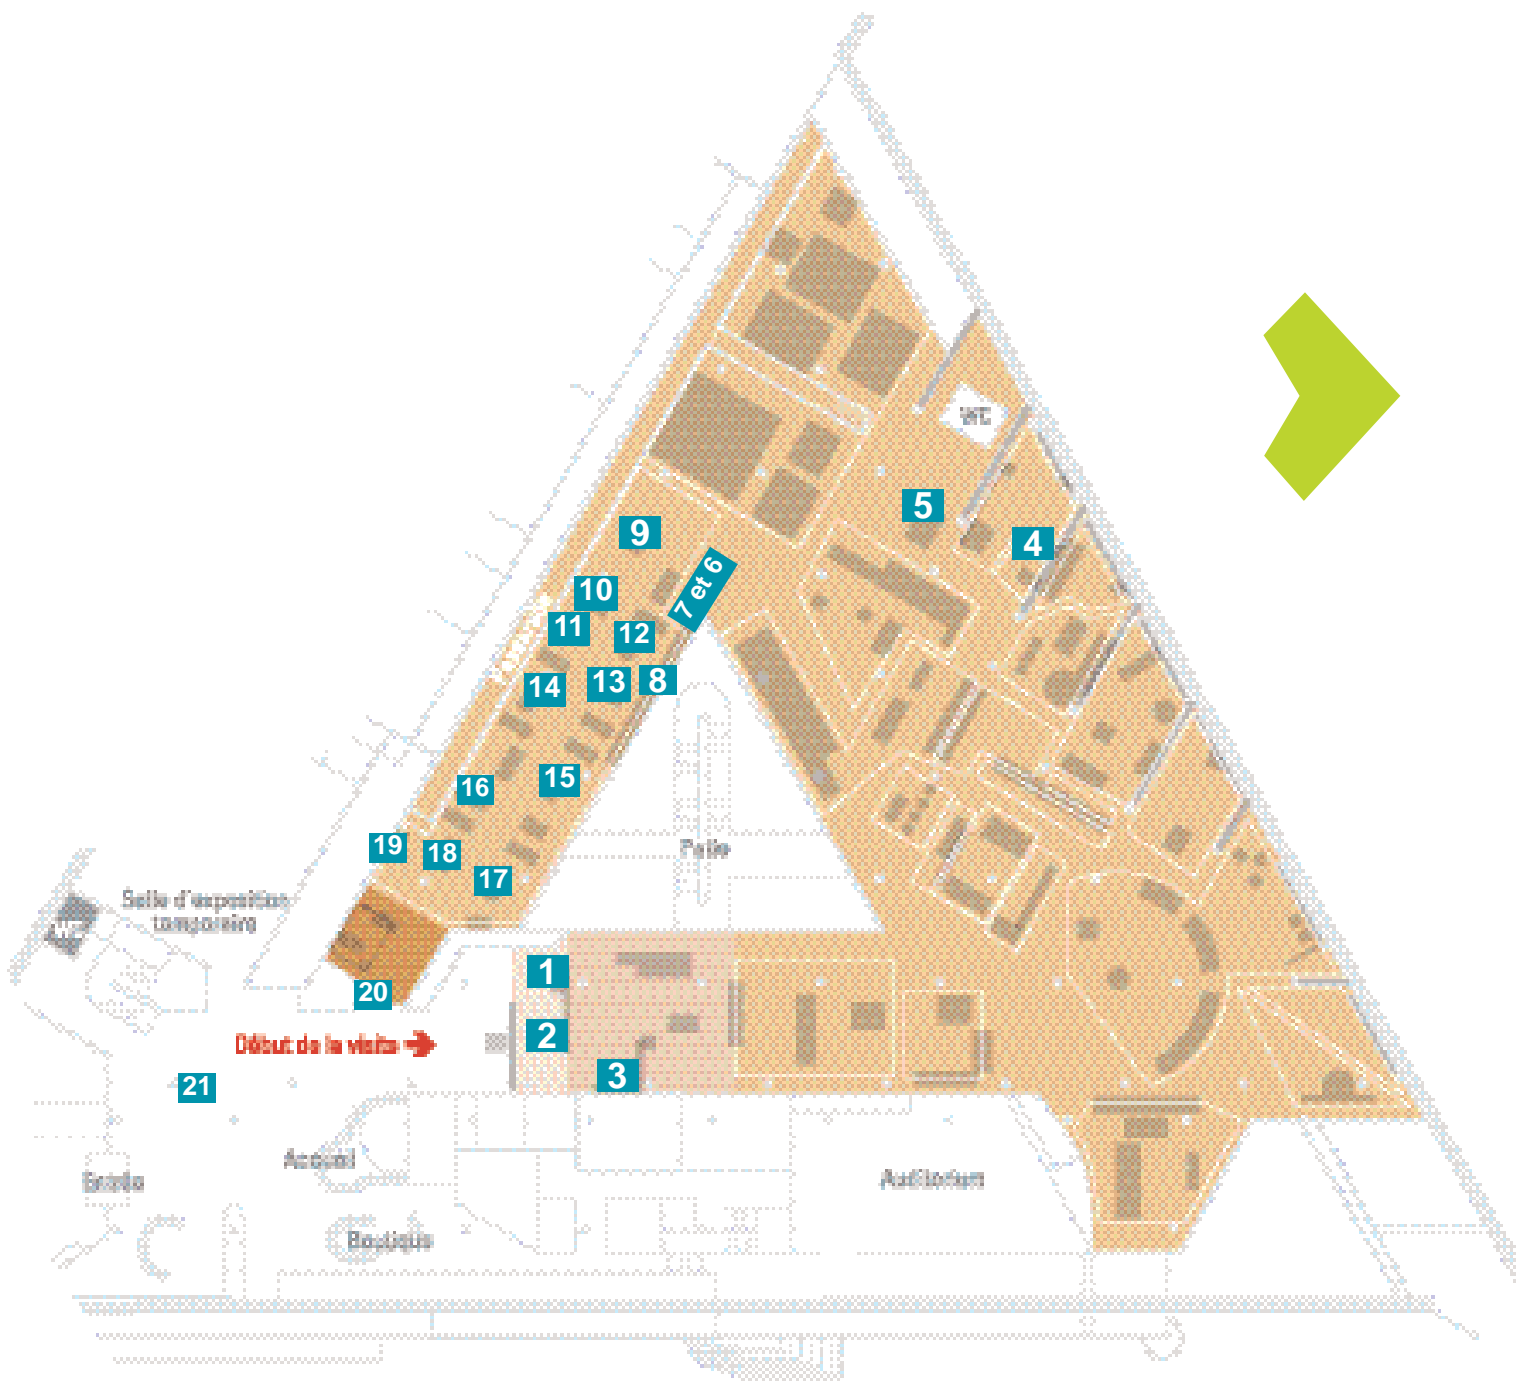 WC
5
4
9
7 et 6
10
11
12
13
8
14
15
16
19
18
17
Patio
Salle d'exposition
temporaire
1
20
2
Début de la visite
3
21
Accueil
Entrée
Auditorium
Boutique